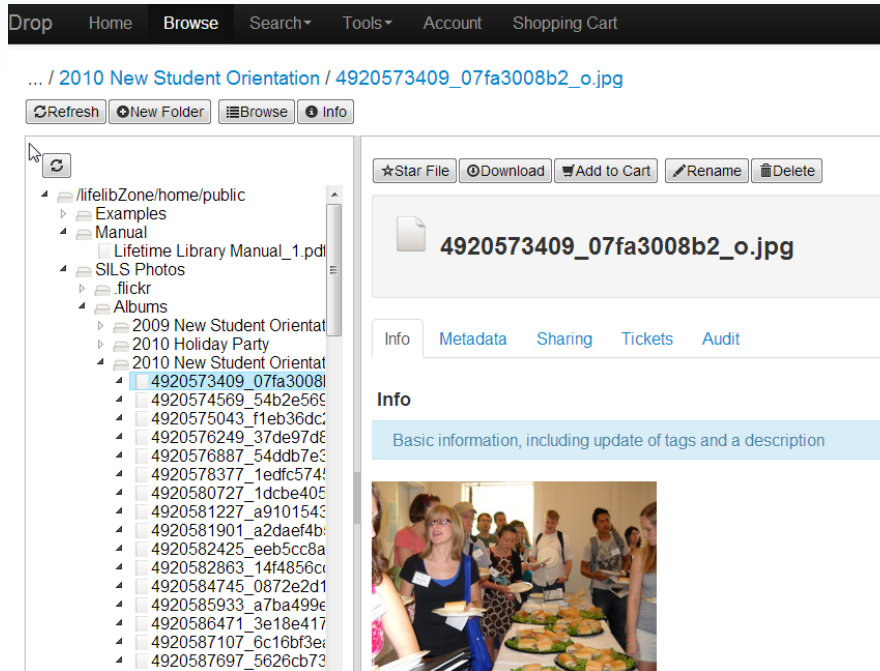 Drop Home Browse Search Tools Account Shopping Cart
... / 2010 New Student Orientation / 4920573409_07fa3008b2_o.jpg
Refresh New Folder Browse Info
/lifelibZone/home/public
Examples
Manual
Lifetime Library Manual_1.pdf
SILS Photos
.flickr
Albums
2009 New Student Orientat
2010 Holiday Party
2010 New Student Orientat
4920573409_07fa3008
4920574569_54b2e569
4920575043_f1eb36dc2
4920576249_37de97d8
4920576887_54ddb7e3
4920578377_1edfc5745
4920580727_1dcbe405
4920581227_a9101543
4920581901_a2daef4b
4920582425_eeb5cc8a
4920582863_14f4856c
4920584745_0872e2d1
4920585933_a7ba499e
4920586471_3e18e417
4920587107_6c16bf3e
4920587697_5626cb73
Star File Download Add to Cart Rename Delete
4920573409_07fa3008b2_o.jpg
Info Metadata Sharing Tickets Audit
Info
Basic information, including update of tags and a description